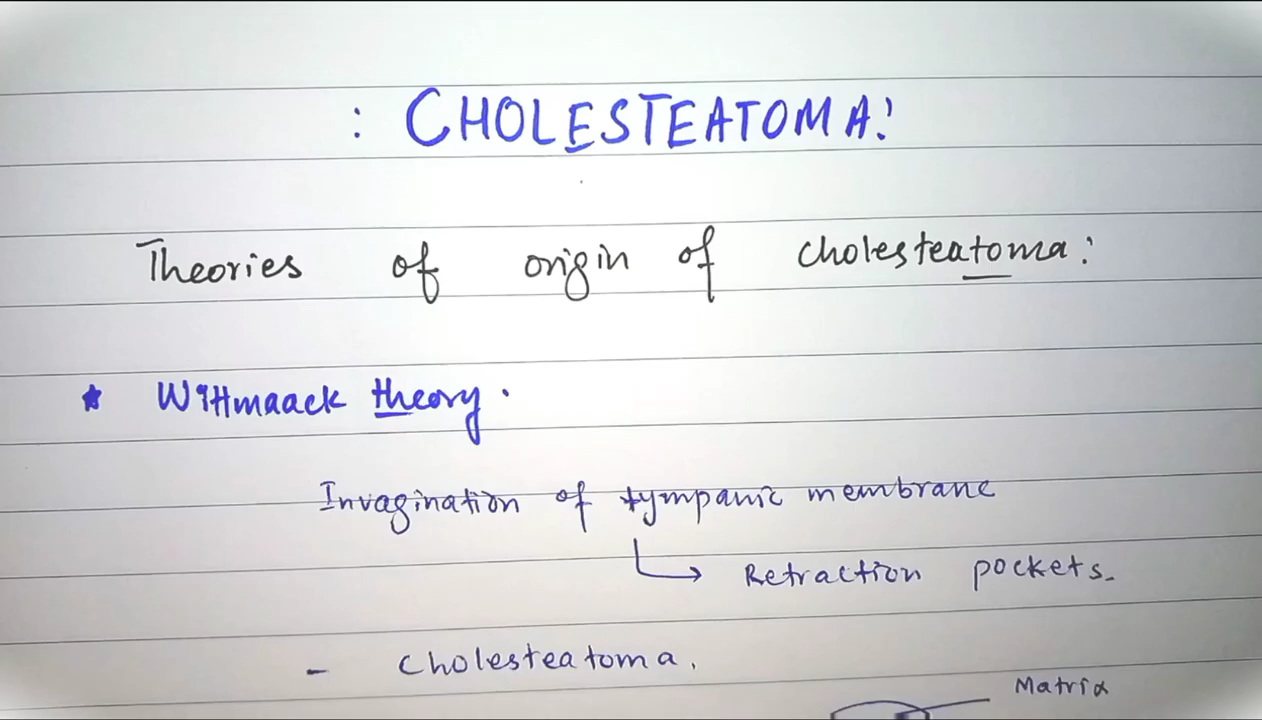 : CHOLESTEATOMA:
Theories of origin of cholesteatoma:
★ Wittmaack theory.
Invagination of tympanic membrane
↳ Retraction pockets.
- Cholesteatoma.
Matrix